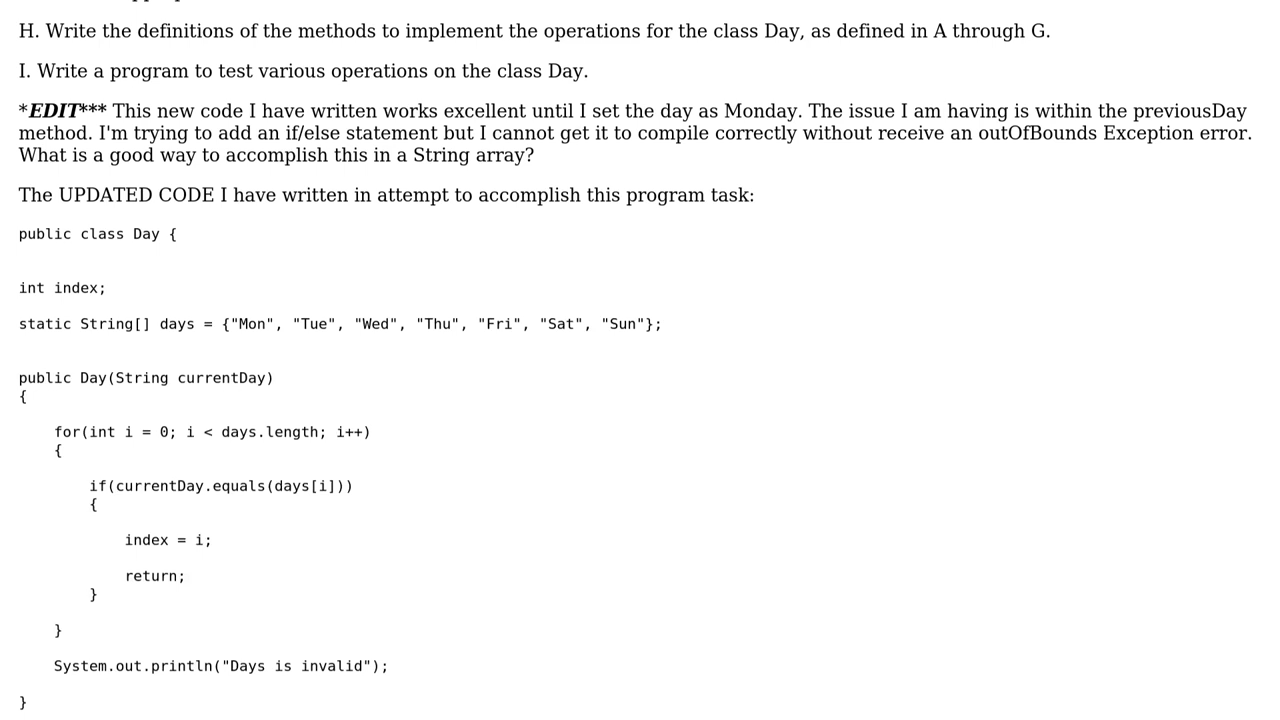 H. Write the definitions of the methods to implement the operations for the class Day, as defined in A through G.
I. Write a program to test various operations on the class Day.
*EDIT*** This new code I have written works excellent until I set the day as Monday. The issue I am having is within the previousDay
method. I'm trying to add an if/else statement but I cannot get it to compile correctly without receive an outOfBounds Exception error.
What is a good way to accomplish this in a String array?
The UPDATED CODE I have written in attempt to accomplish this program task:
public class Day {
int index;
static String[] days = {"Mon", "Tue", "Wed", "Thu", "Fri", "Sat", "Sun"};
public Day(String currentDay)
{
for(int i = 0; i < days.length; i++)
{
if(currentDay.equals(days[i]))
{
index = i;
return;
}
}
System.out.println("Days is invalid");
}